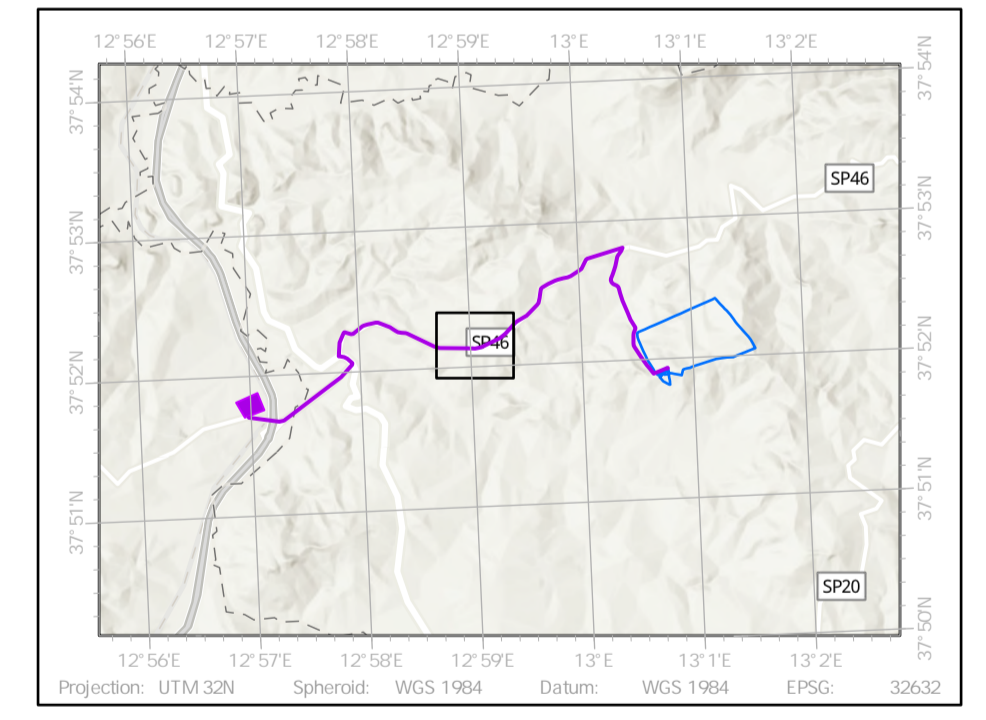 12°56'E 12°57'E 12°58'E 12°59'E 13°E 13°1'E 13°2'E
37°54'N 37°54'N
SP46
37°53'N 37°53'N
SP46
37°52'N 37°52'N
37°51'N 37°51'N
SP20
37°50'N
12°56'E 12°57'E 12°58'E 12°59'E 13°E 13°1'E 13°2'E
Projection: UTM 32N Spheroid: WGS 1984 Datum: WGS 1984 EPSG: 32632